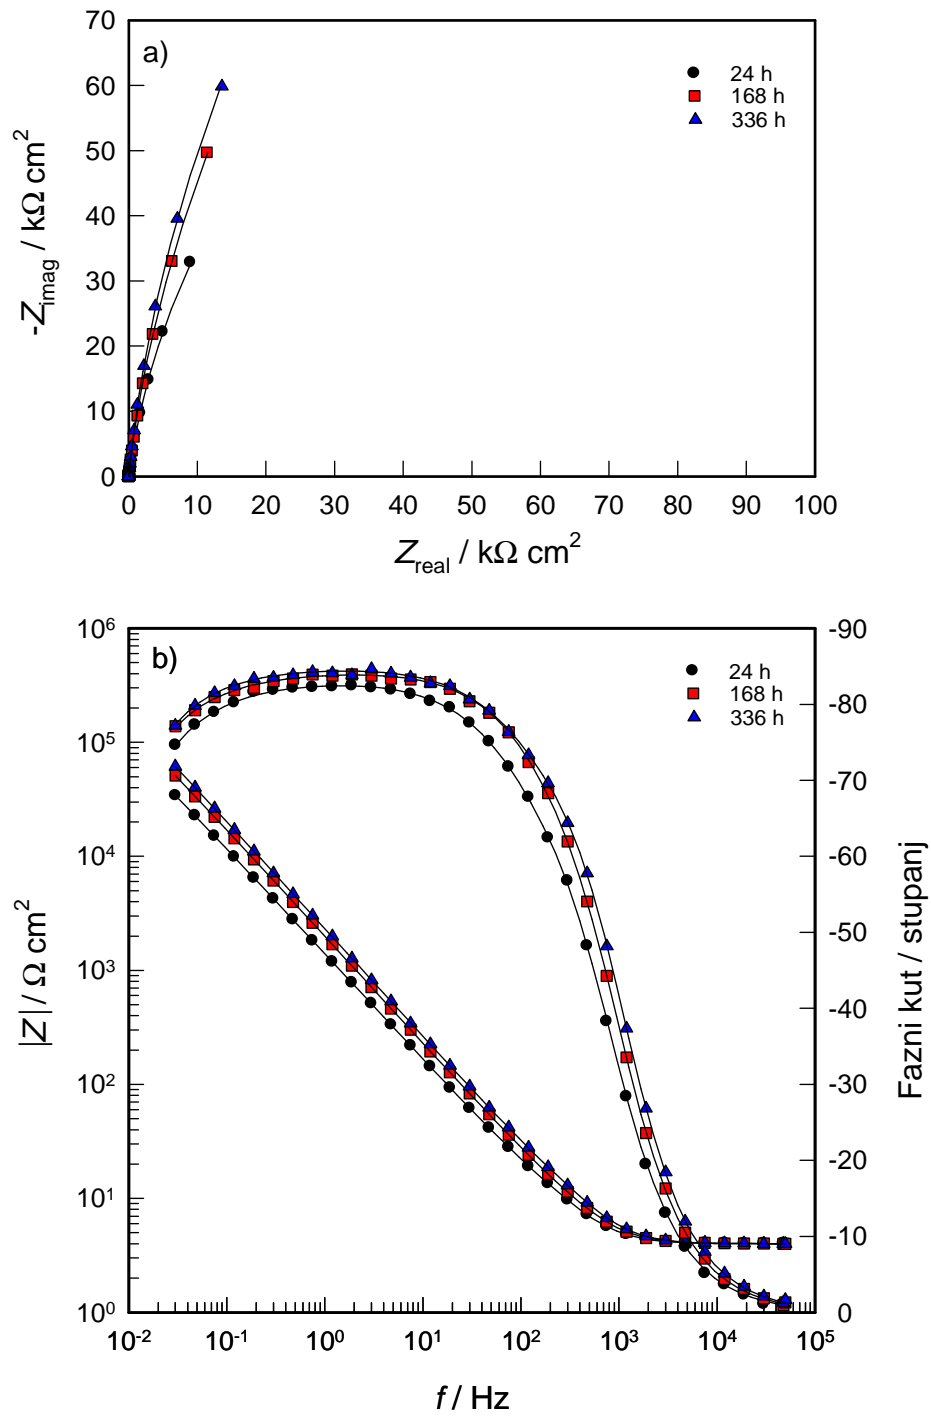 70
a)
24 h
168 h
336 h
60
50
40
30
20
10
0
-Z_imag / kΩ cm²
0 10 20 30 40 50 60 70 80 90 100
Z_real / kΩ cm²
10⁶
b)
24 h
168 h
336 h
10⁵
10⁴
10³
10²
10¹
10⁰
|Z| / Ω cm²
-90
-80
-70
-60
-50
-40
-30
-20
-10
0
Fazni kut / stupanj
10⁻² 10⁻¹ 10⁰ 10¹ 10² 10³ 10⁴ 10⁵
f / Hz